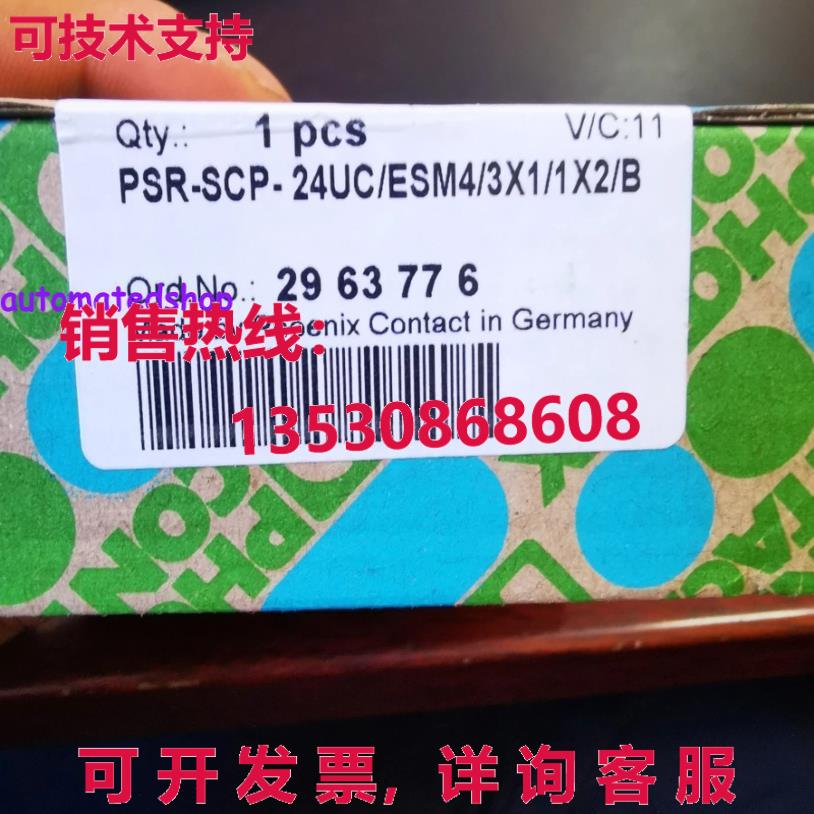 可技术支持
Qty.: 1 pcs V/C:11
PSR-SCP- 24UC/ESM4/3X1/1X2/B
Ord.No.: 29 63 77 6
automatedshop
Contact in Germany
销售热线：
13530868608
可开发票，详询客服